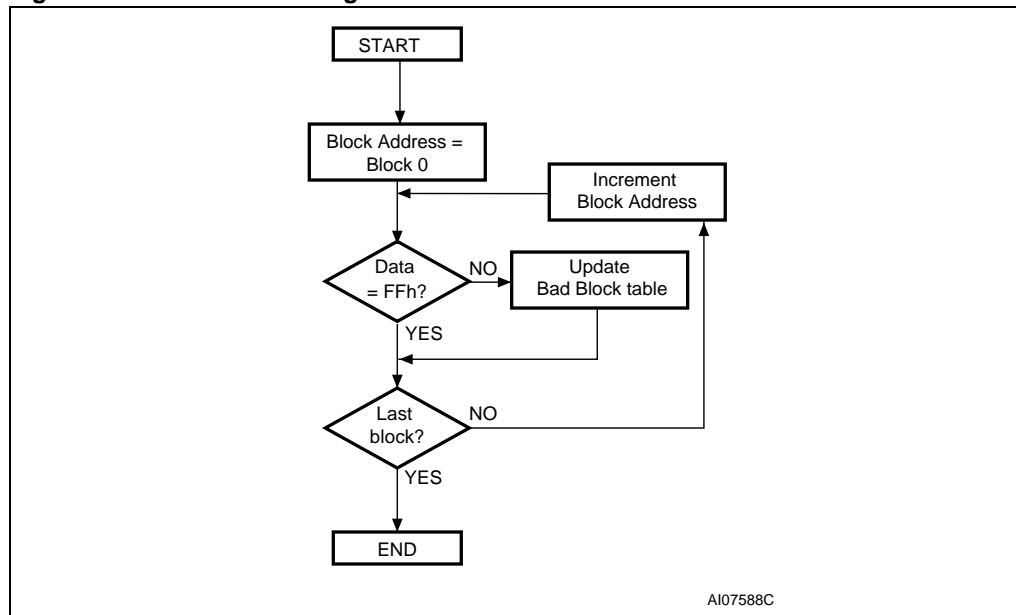 START
Block Address =
Block 0
Increment
Block Address
Data
= FFh?
NO
Update
Bad Block table
YES
Last
block?
NO
YES
END
AI07588C